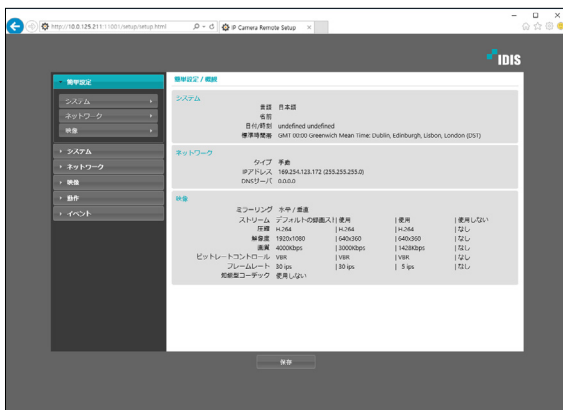 http://10.0.125.211:11001/setup/setup.html
IP Camera Remote Setup
IDIS
簡単設定
システム
ネットワーク
映像
システム
ネットワーク
映像
動作
イベント
簡単設定 / 概観
システム
言語 日本語
名前
日付/時刻 undefined undefined
標準時間帯 GMT 00:00 Greenwich Mean Time: Dublin, Edinburgh, Lisbon, London (DST)
ネットワーク
タイプ 手動
IPアドレス 169.254.123.172 (255.255.255.0)
DNSサーバ 0.0.0.0
映像
ミラーリング 水平 / 垂直
ストリーム デフォルトの録画ス | 使用 | 使用 | 使用しない
圧縮 H.264 | H.264 | H.264 | なし
解像度 1920x1080 | 640x360 | 640x360 | なし
画質 4000Kbps | 3000Kbps | 1428Kbps | なし
ビットレートコントロール VBR | VBR | VBR | なし
フレームレート 30 ips | 30 ips | 5 ips | なし
知能型コーデック 使用しない
保存